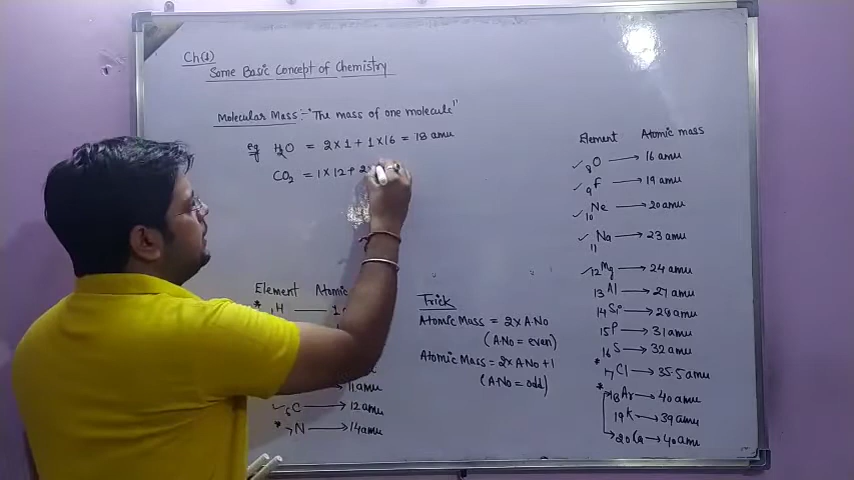 Ch(1)
Some Basic Concept of Chemistry
Molecular Mass :- "The mass of one molecule"
eg H2O = 2×1 + 1×16 = 18 amu
CO2 = 1×12+ 2
Element Atomic
* H 1
11 amu
✓ 6C → 12 amu
* 7N → 14 amu
Trick
Atomic Mass = 2× A·No
(A·No = even)
Atomic Mass = 2× A·No +1
(A·No = odd)
Element Atomic mass
✓ 8O → 16 amu
✓ 9F → 19 amu
✓ 10Ne → 20 amu
✓ 11Na → 23 amu
✓ 12Mg → 24 amu
13Al → 27 amu
14Si → 28 amu
15P → 31 amu
16S → 32 amu
* 17Cl → 35.5 amu
* 18Ar → 40 amu
19K → 39 amu
20Ca → 40 amu